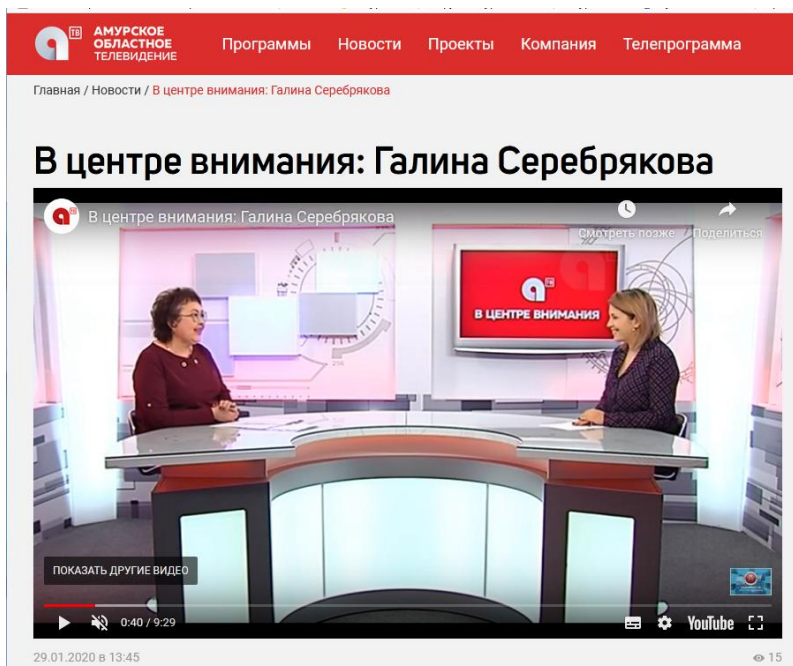 АМУРСКОЕ
ОБЛАСТНОЕ
ТЕЛЕВИДЕНИЕ
ТВ
Программы Новости Проекты Компания Телепрограмма
Главная / Новости / В центре внимания: Галина Серебрякова
В центре внимания: Галина Серебрякова
В центре внимания: Галина Серебрякова
Смотреть позже Поделиться
ТВ
В ЦЕНТРЕ ВНИМАНИЯ
ПОКАЗАТЬ ДРУГИЕ ВИДЕО
0:40 / 9:29
YouTube
29.01.2020 в 13:45
15